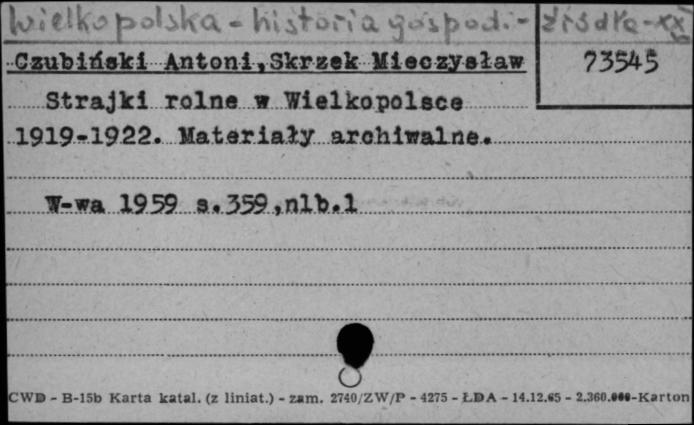 Wielkopolska - historia gospod. - źródła - XX
Czubiński Antoni,Skrzek Mieczysław
73545
Strajki rolne w Wielkopolsce
1919-1922. Materiały archiwalne.
W-wa 1959 s.359,nlb.1
CWD - B-15b Karta katal. (z liniat.) - zam. 2740/ZW/P - 4275 - ŁDA - 14.12.65 - 2.360.000-Karton